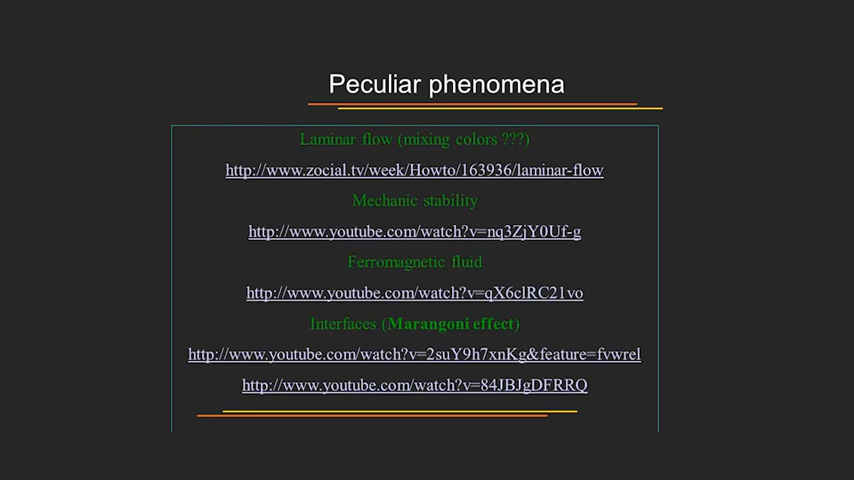 Peculiar phenomena
Laminar flow (mixing colors ???)
http://www.zocial.tv/week/Howto/163936/laminar-flow
Mechanic stability
http://www.youtube.com/watch?v=nq3ZjY0Uf-g
Ferromagnetic fluid
http://www.youtube.com/watch?v=qX6clRC21vo
Interfaces (Marangoni effect)
http://www.youtube.com/watch?v=2suY9h7xnKg&feature=fvwrel
http://www.youtube.com/watch?v=84JBJgDFRRQ